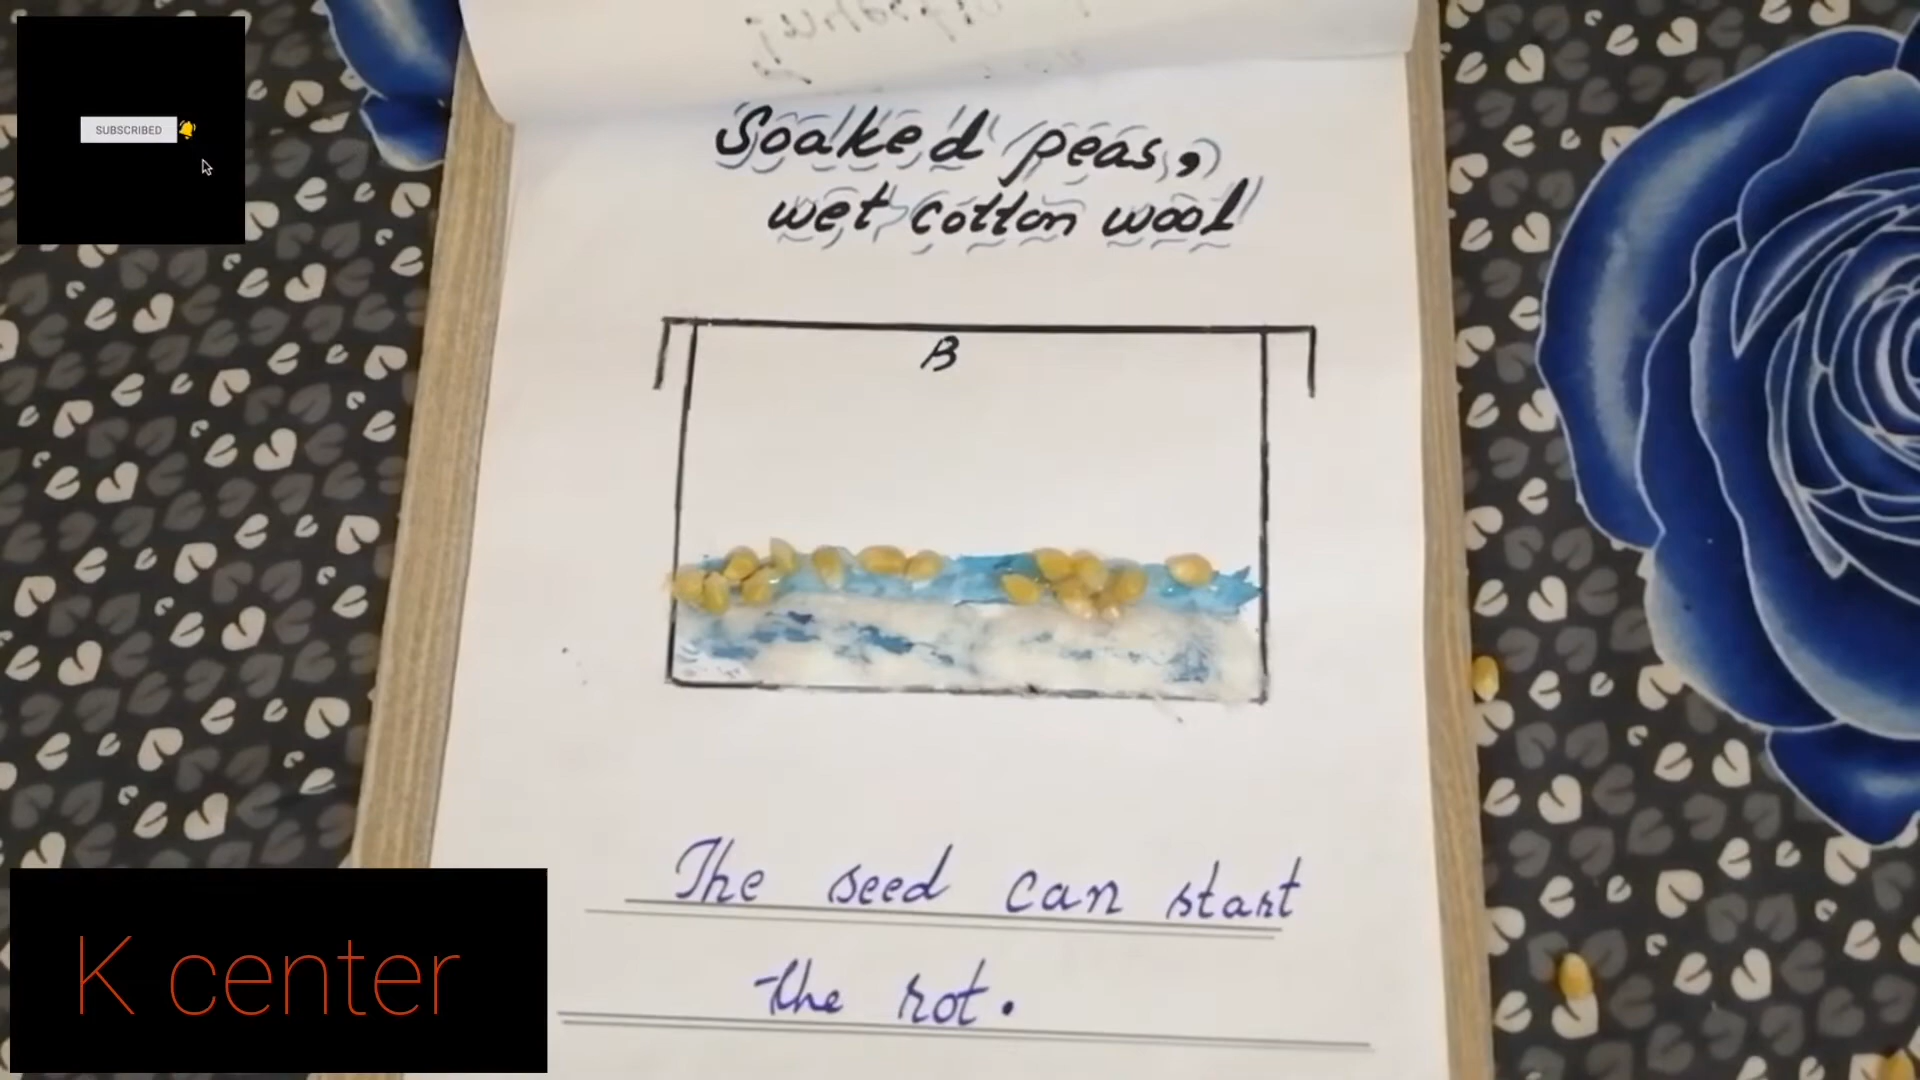 SUBSCRIBED
Soaked peas,
wet cotton wool
B
The seed can start
the rot.
K center